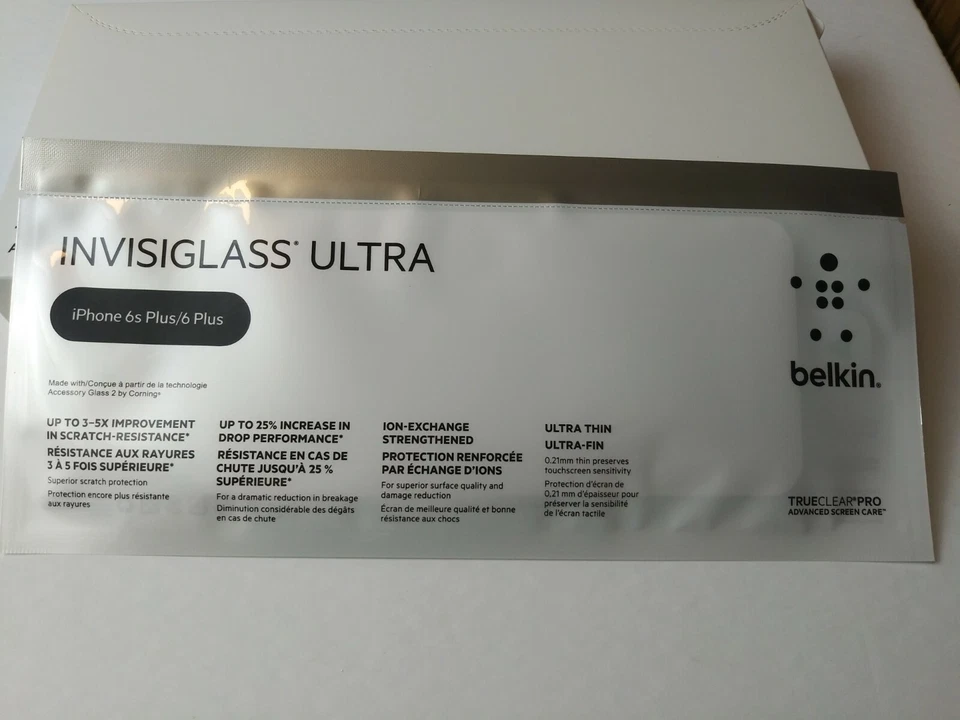 INVISIGLASS® ULTRA
iPhone 6s Plus/6 Plus
belkin.
Made with/Conçue à partir de la technologie
Accessory Glass 2 by Corning®
UP TO 3–5X IMPROVEMENT
IN SCRATCH-RESISTANCE*
RÉSISTANCE AUX RAYURES
3 À 5 FOIS SUPÉRIEURE*
Superior scratch protection
Protection encore plus résistante
aux rayures
UP TO 25% INCREASE IN
DROP PERFORMANCE*
RÉSISTANCE EN CAS DE
CHUTE JUSQU'À 25 %
SUPÉRIEURE*
For a dramatic reduction in breakage
Diminution considérable des dégâts
en cas de chute
ION-EXCHANGE
STRENGTHENED
PROTECTION RENFORCÉE
PAR ÉCHANGE D'IONS
For superior surface quality and
damage reduction
Écran de meilleure qualité et bonne
résistance aux chocs
ULTRA THIN
ULTRA-FIN
0.21mm thin preserves
touchscreen sensitivity
Protection d'écran de
0,21 mm d'épaisseur pour
préserver la sensibilité
de l'écran tactile
TRUECLEAR®PRO
ADVANCED SCREEN CARE™